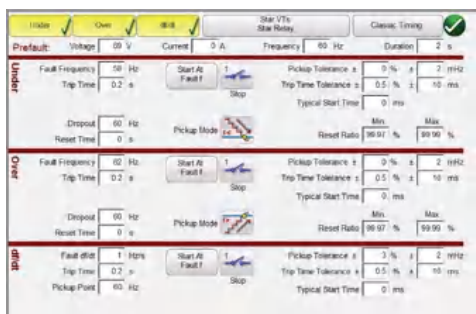 Under Over df/dt Star VTs Classic Timing
Star Relay
Prefault: Voltage 69 V Current 0 A Frequency 60 Hz Duration 2 s
Under
Fault Frequency 58 Hz Start At Fault f 1 Stop Pickup Tolerance ± 0 % ± 2 mHz
Trip Time 0.2 s Trip Time Tolerance ± 0.5 % ± 10 ms
Typical Start Time 0 ms
Dropout 60 Hz Pickup Mode Min Max
Reset Time 0 s Reset Ratio 99.97 % 99.99 %
Over
Fault Frequency 62 Hz Start At Fault f 1 Stop Pickup Tolerance ± 0 % ± 2 mHz
Trip Time 0.2 s Trip Time Tolerance ± 0.5 % ± 10 ms
Typical Start Time 0 ms
Dropout 60 Hz Pickup Mode Min Max
Reset Time 0 s Reset Ratio 99.97 % 99.99 %
df/dt
Fault df/dt 1 Hz/s Start At Fault f 1 Stop Pickup Tolerance ± 3 % ± 2 mHz
Trip Time 0.2 s Trip Time Tolerance ± 0.5 % ± 10 ms
Pickup Point 60 Hz Typical Start Time 0 ms